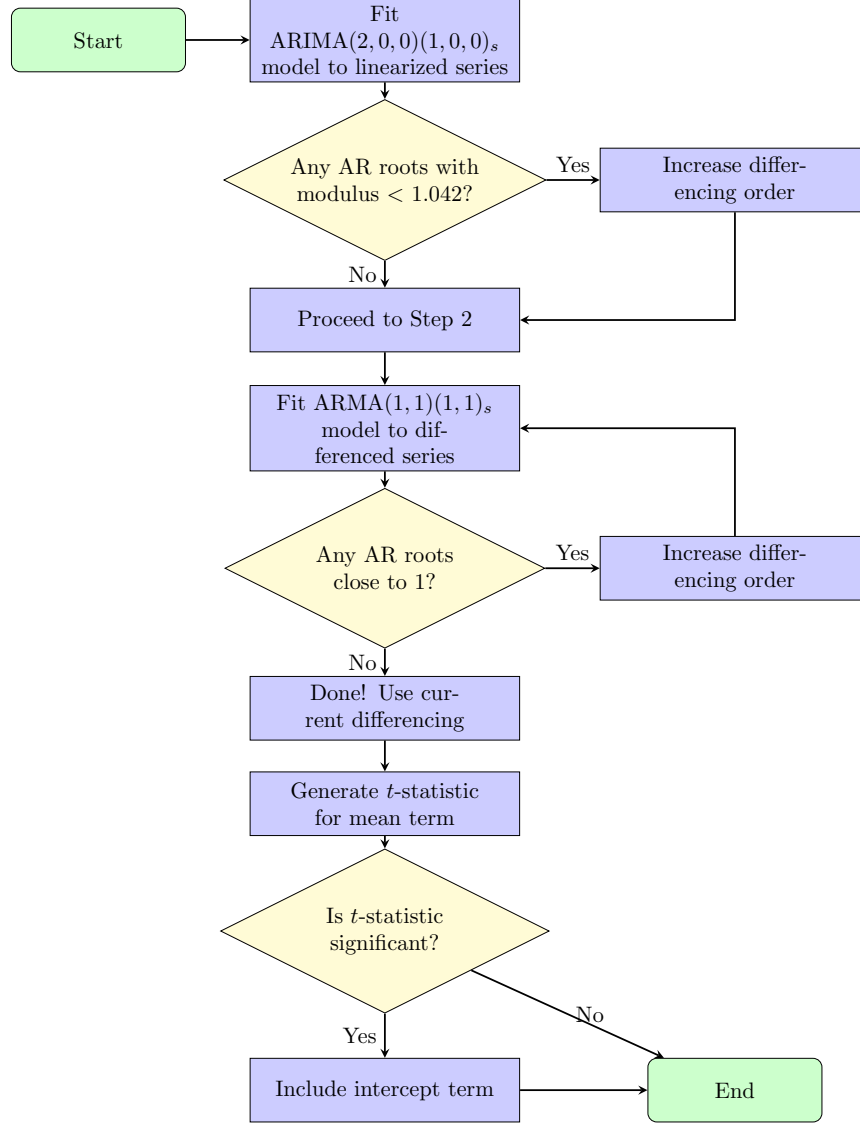 Start
Fit
ARIMA(2, 0, 0)(1, 0, 0)ₛ
model to linearized series
Any AR roots with
modulus < 1.042?
Yes
Increase differ-
encing order
No
Proceed to Step 2
Fit ARMA(1, 1)(1, 1)ₛ
model to dif-
ferenced series
Any AR roots
close to 1?
Yes
Increase differ-
encing order
No
Done! Use cur-
rent differencing
Generate t-statistic
for mean term
Is t-statistic
significant?
No
Yes
Include intercept term
End